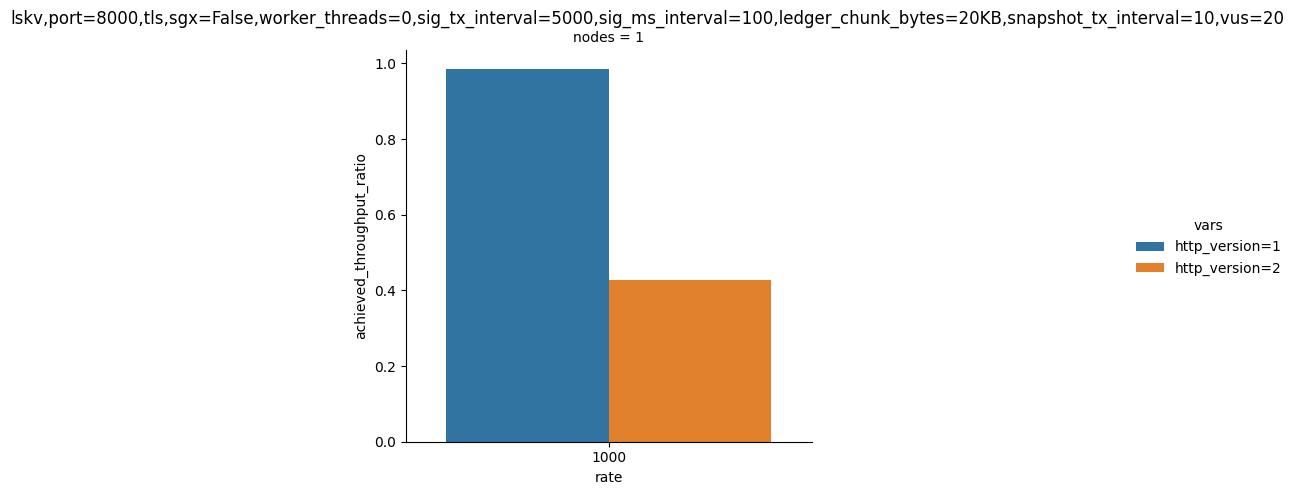 lskv,port=8000,tls,sgx=False,worker_threads=0,sig_tx_interval=5000,sig_ms_interval=100,ledger_chunk_bytes=20KB,snapshot_tx_interval=10,vus=20
nodes = 1
1.0
0.8
0.6
0.4
0.2
0.0
achieved_throughput_ratio
1000
rate
vars
http_version=1
http_version=2